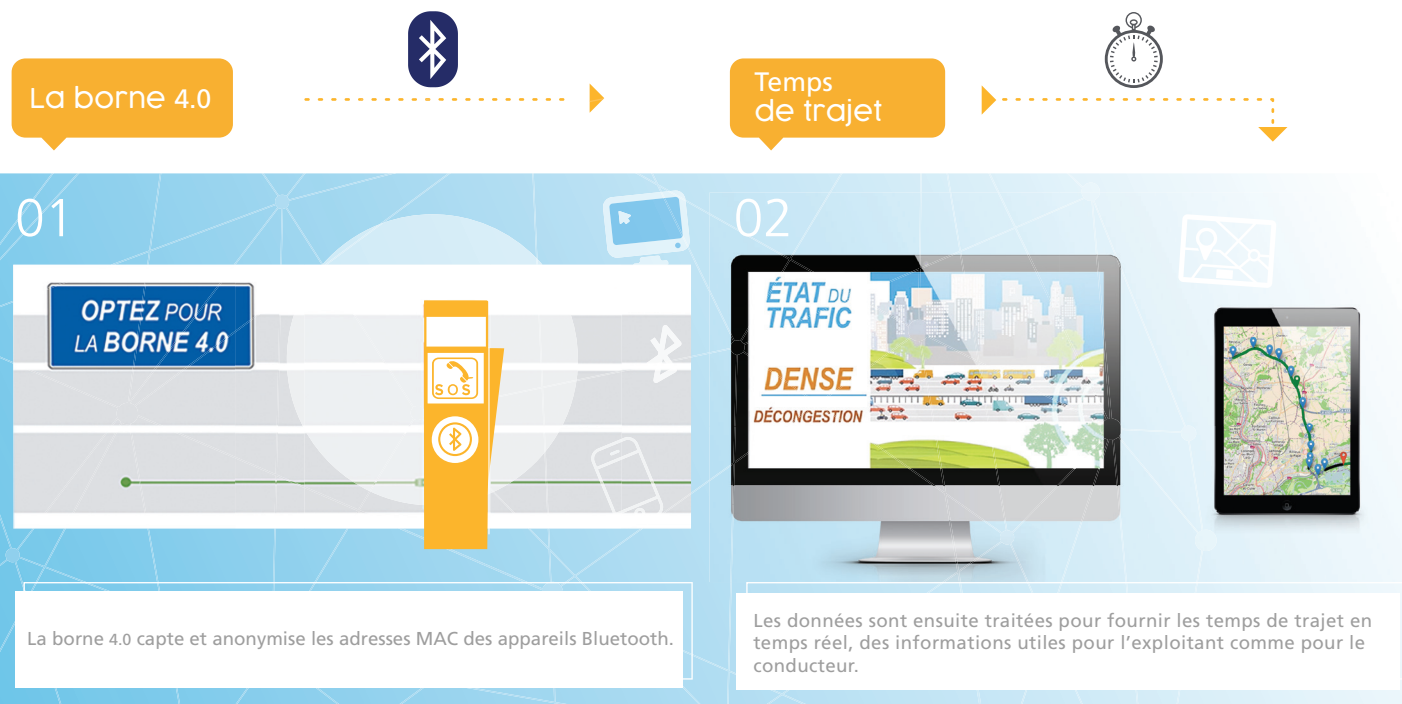 La borne 4.0
Temps
de trajet
01
OPTEZ POUR
LA BORNE 4.0
SOS
La borne 4.0 capte et anonymise les adresses MAC des appareils Bluetooth.
02
ÉTAT DU
TRAFIC
DENSE
DÉCONGESTION
Les données sont ensuite traitées pour fournir les temps de trajet en
temps réel, des informations utiles pour l’exploitant comme pour le
conducteur.